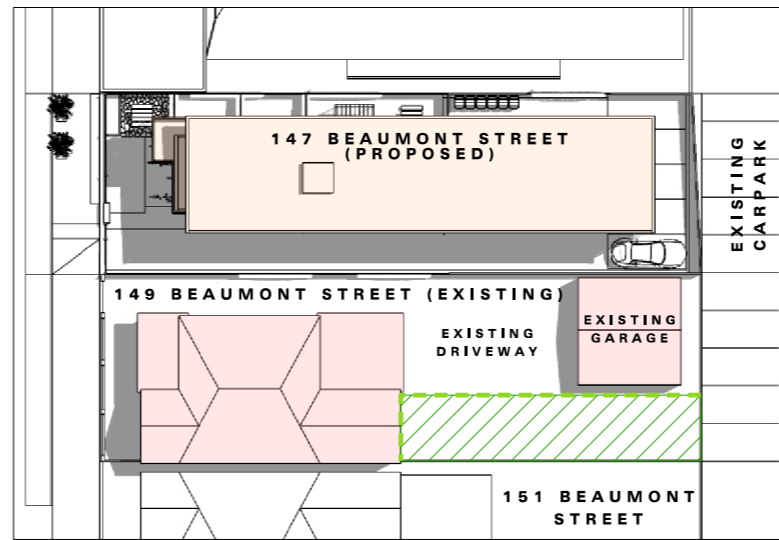 147 BEAUMONT STREET
(PROPOSED)
EXISTING
CARPARK
149 BEAUMONT STREET (EXISTING)
EXISTING
DRIVEWAY
EXISTING
GARAGE
151 BEAUMONT
STREET